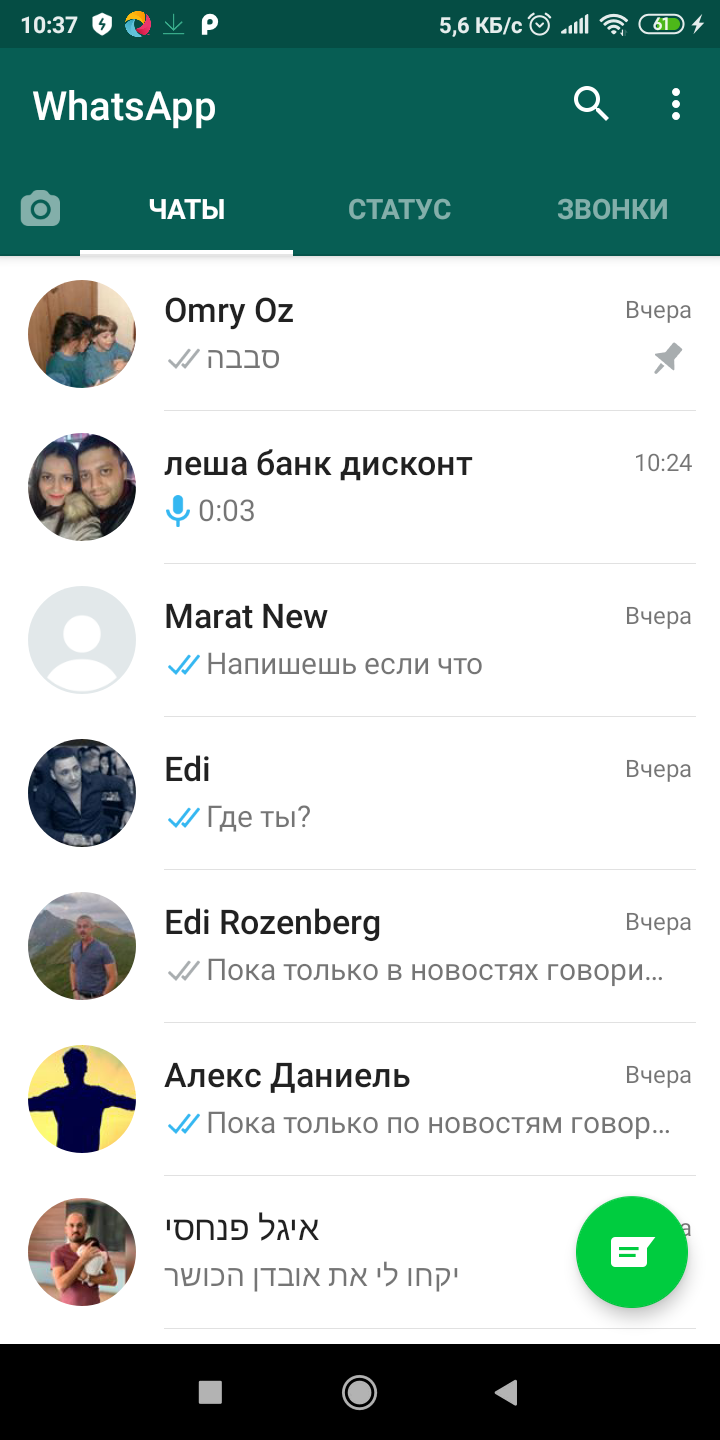 10:37 5,6 КБ/с 61
WhatsApp
ЧАТЫ СТАТУС ЗВОНКИ
Omry Oz Вчера
סבבה
леша банк дисконт 10:24
0:03
Marat New Вчера
Напишешь если что
Edi Вчера
Где ты?
Edi Rozenberg Вчера
Пока только в новостях говори...
Алекс Даниель Вчера
Пока только по новостям говор...
איגל פנחסי
יקחו לי את אובדן הכושר